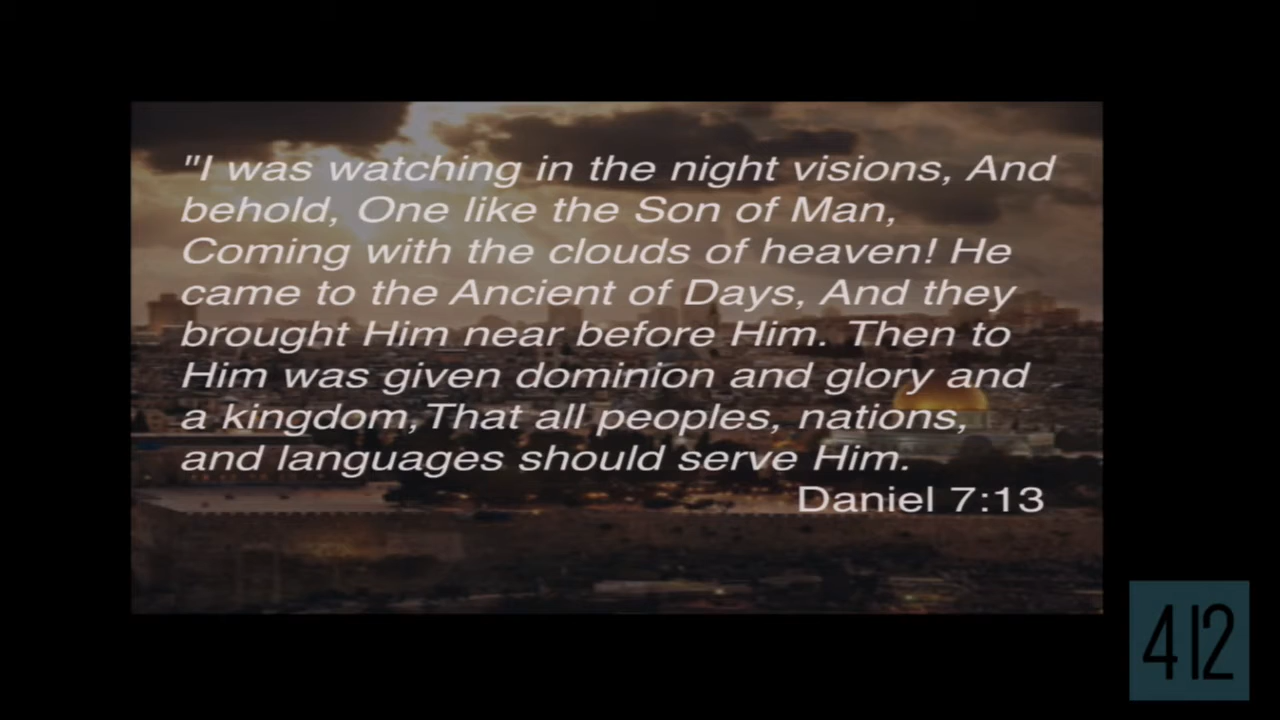 "I was watching in the night visions, And
behold, One like the Son of Man,
Coming with the clouds of heaven! He
came to the Ancient of Days, And they
brought Him near before Him. Then to
Him was given dominion and glory and
a kingdom,That all peoples, nations,
and languages should serve Him.
Daniel 7:13
412